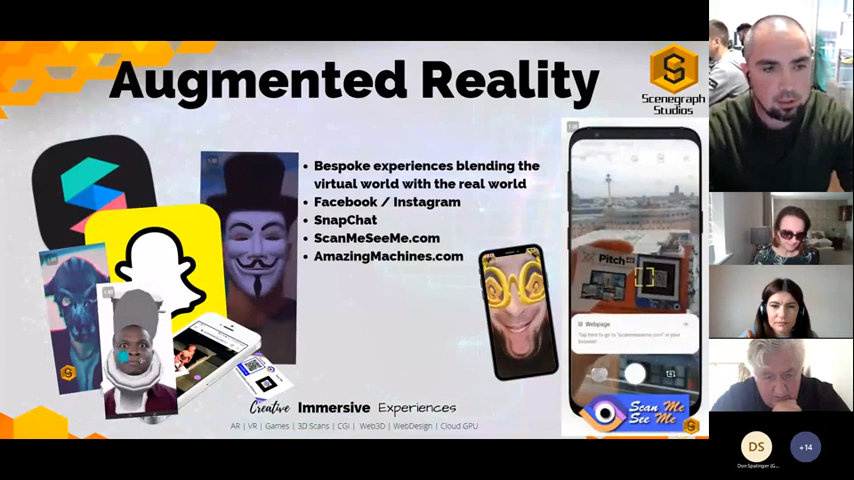 Augmented Reality
Scenegraph
Studios
Bespoke experiences blending the
virtual world with the real world
Facebook / Instagram
SnapChat
ScanMeSeeMe.com
AmazingMachines.com
Pitch
Webpage
Scan Me
See Me
Creative Immersive Experiences
AR | VR | Games | 3D Scans | CGI | Web3D | WebDesign | Cloud GPU
DS
+14
Don Spalinger (G...